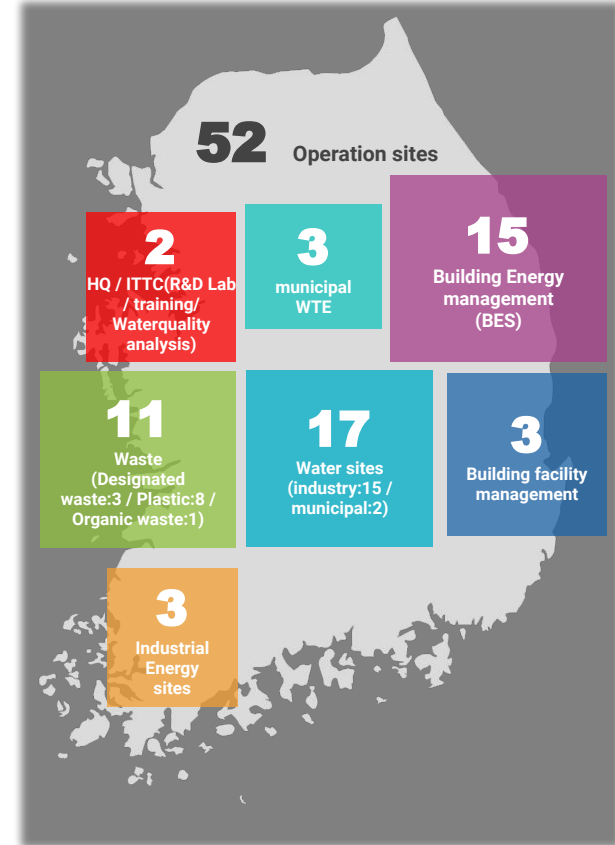 52 Operation sites
2
HQ / ITTC(R&D Lab
/ training/
Waterquality
analysis)
3
municipal
WTE
15
Building Energy
management
(BES)
11
Waste
(Designated
waste:3 / Plastic:8 /
Organic waste:1)
17
Water sites
(industry:15 /
municipal:2)
3
Building facility
management
3
Industrial
Energy
sites